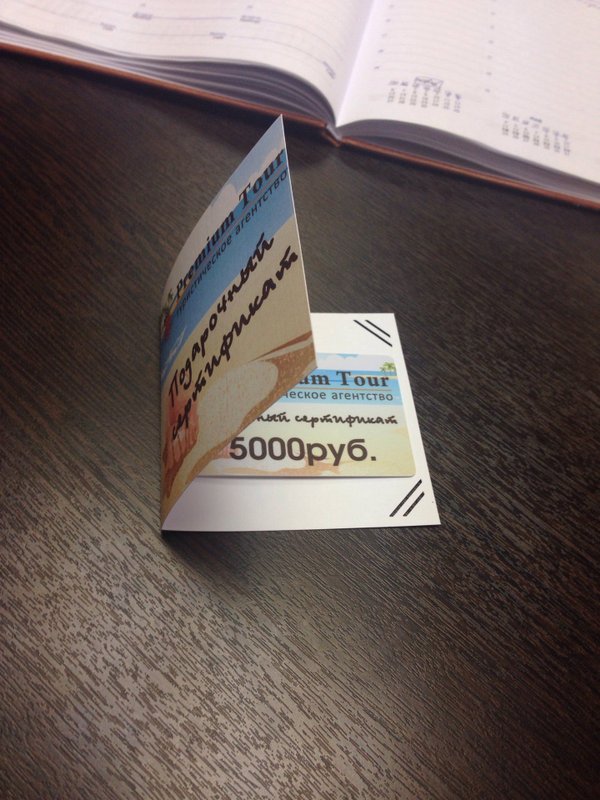 Premium Tour
туристическое агентство
Подарочный
сертификат
um Tour
ческое агентство
ный сертификат
5000руб.